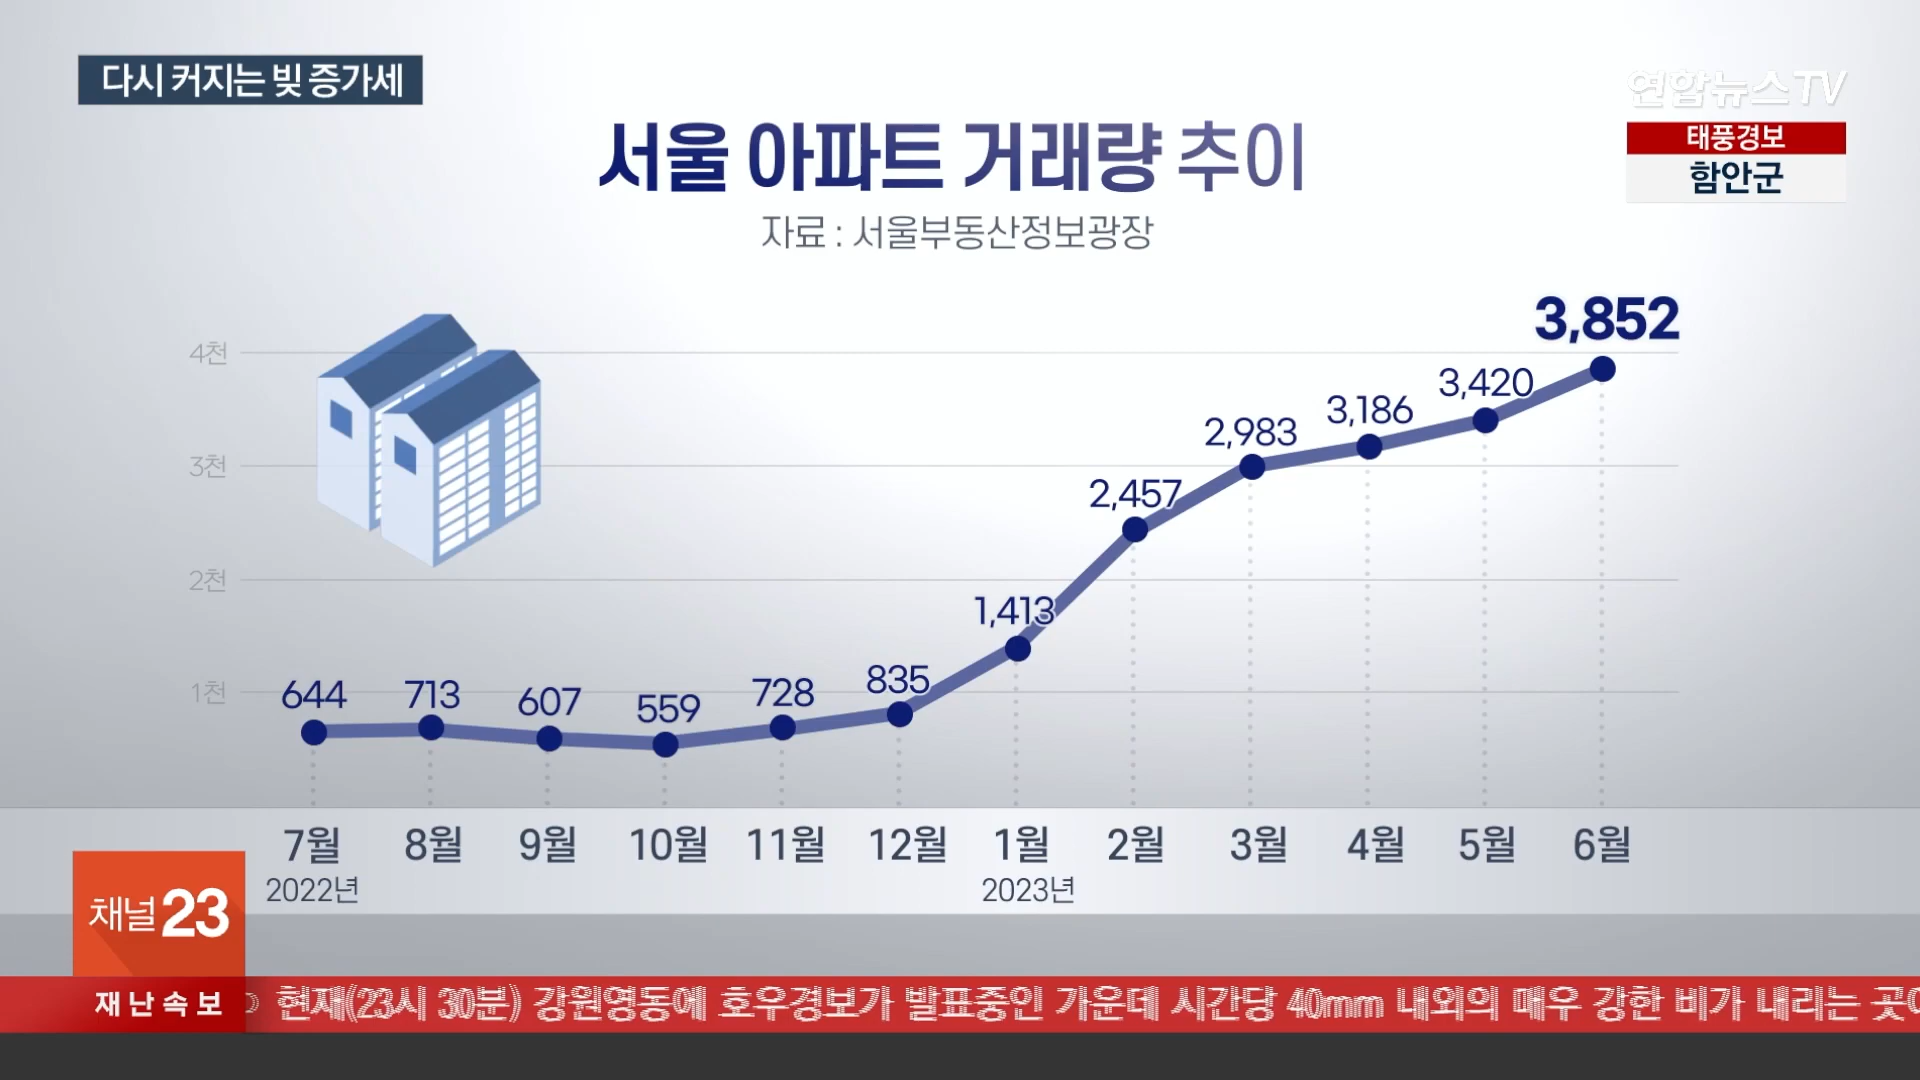 다시 커지는 빚 증가세
연합뉴스TV
태풍경보
함안군
서울 아파트 거래량 추이
자료 : 서울부동산정보광장
4천
3천
2천
1천
644
713
607
559
728
835
1,413
2,457
2,983
3,186
3,420
3,852
7월 8월 9월 10월 11월 12월 1월 2월 3월 4월 5월 6월
2022년 2023년
채널 23
재난속보 현재(23시 30분) 강원영동에 호우경보가 발표중인 가운데 시간당 40mm 내외의 매우 강한 비가 내리는